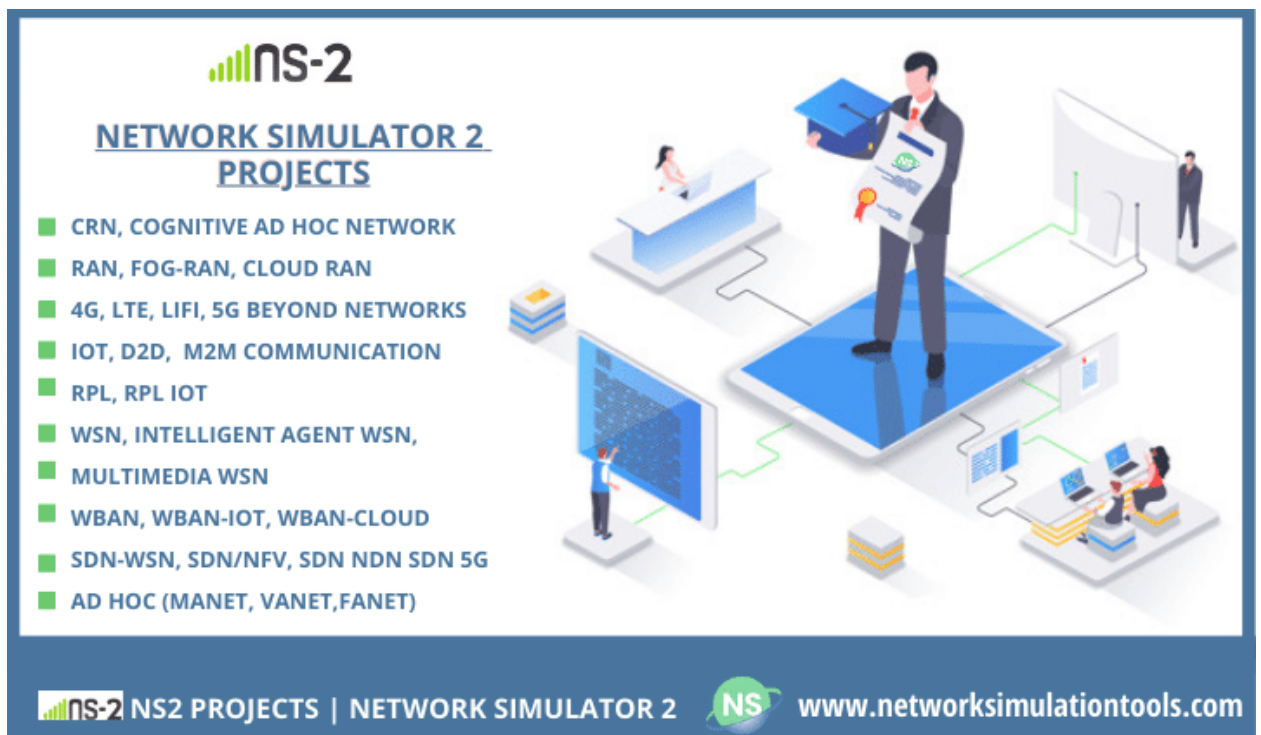 ns-2
NETWORK SIMULATOR 2
PROJECTS
CRN, COGNITIVE AD HOC NETWORK
RAN, FOG-RAN, CLOUD RAN
4G, LTE, LIFI, 5G BEYOND NETWORKS
IOT, D2D, M2M COMMUNICATION
RPL, RPL IOT
WSN, INTELLIGENT AGENT WSN,
MULTIMEDIA WSN
WBAN, WBAN-IOT, WBAN-CLOUD
SDN-WSN, SDN/NFV, SDN NDN SDN 5G
AD HOC (MANET, VANET,FANET)
NS
ns-2 NS2 PROJECTS | NETWORK SIMULATOR 2 NS www.networksimulationtools.com